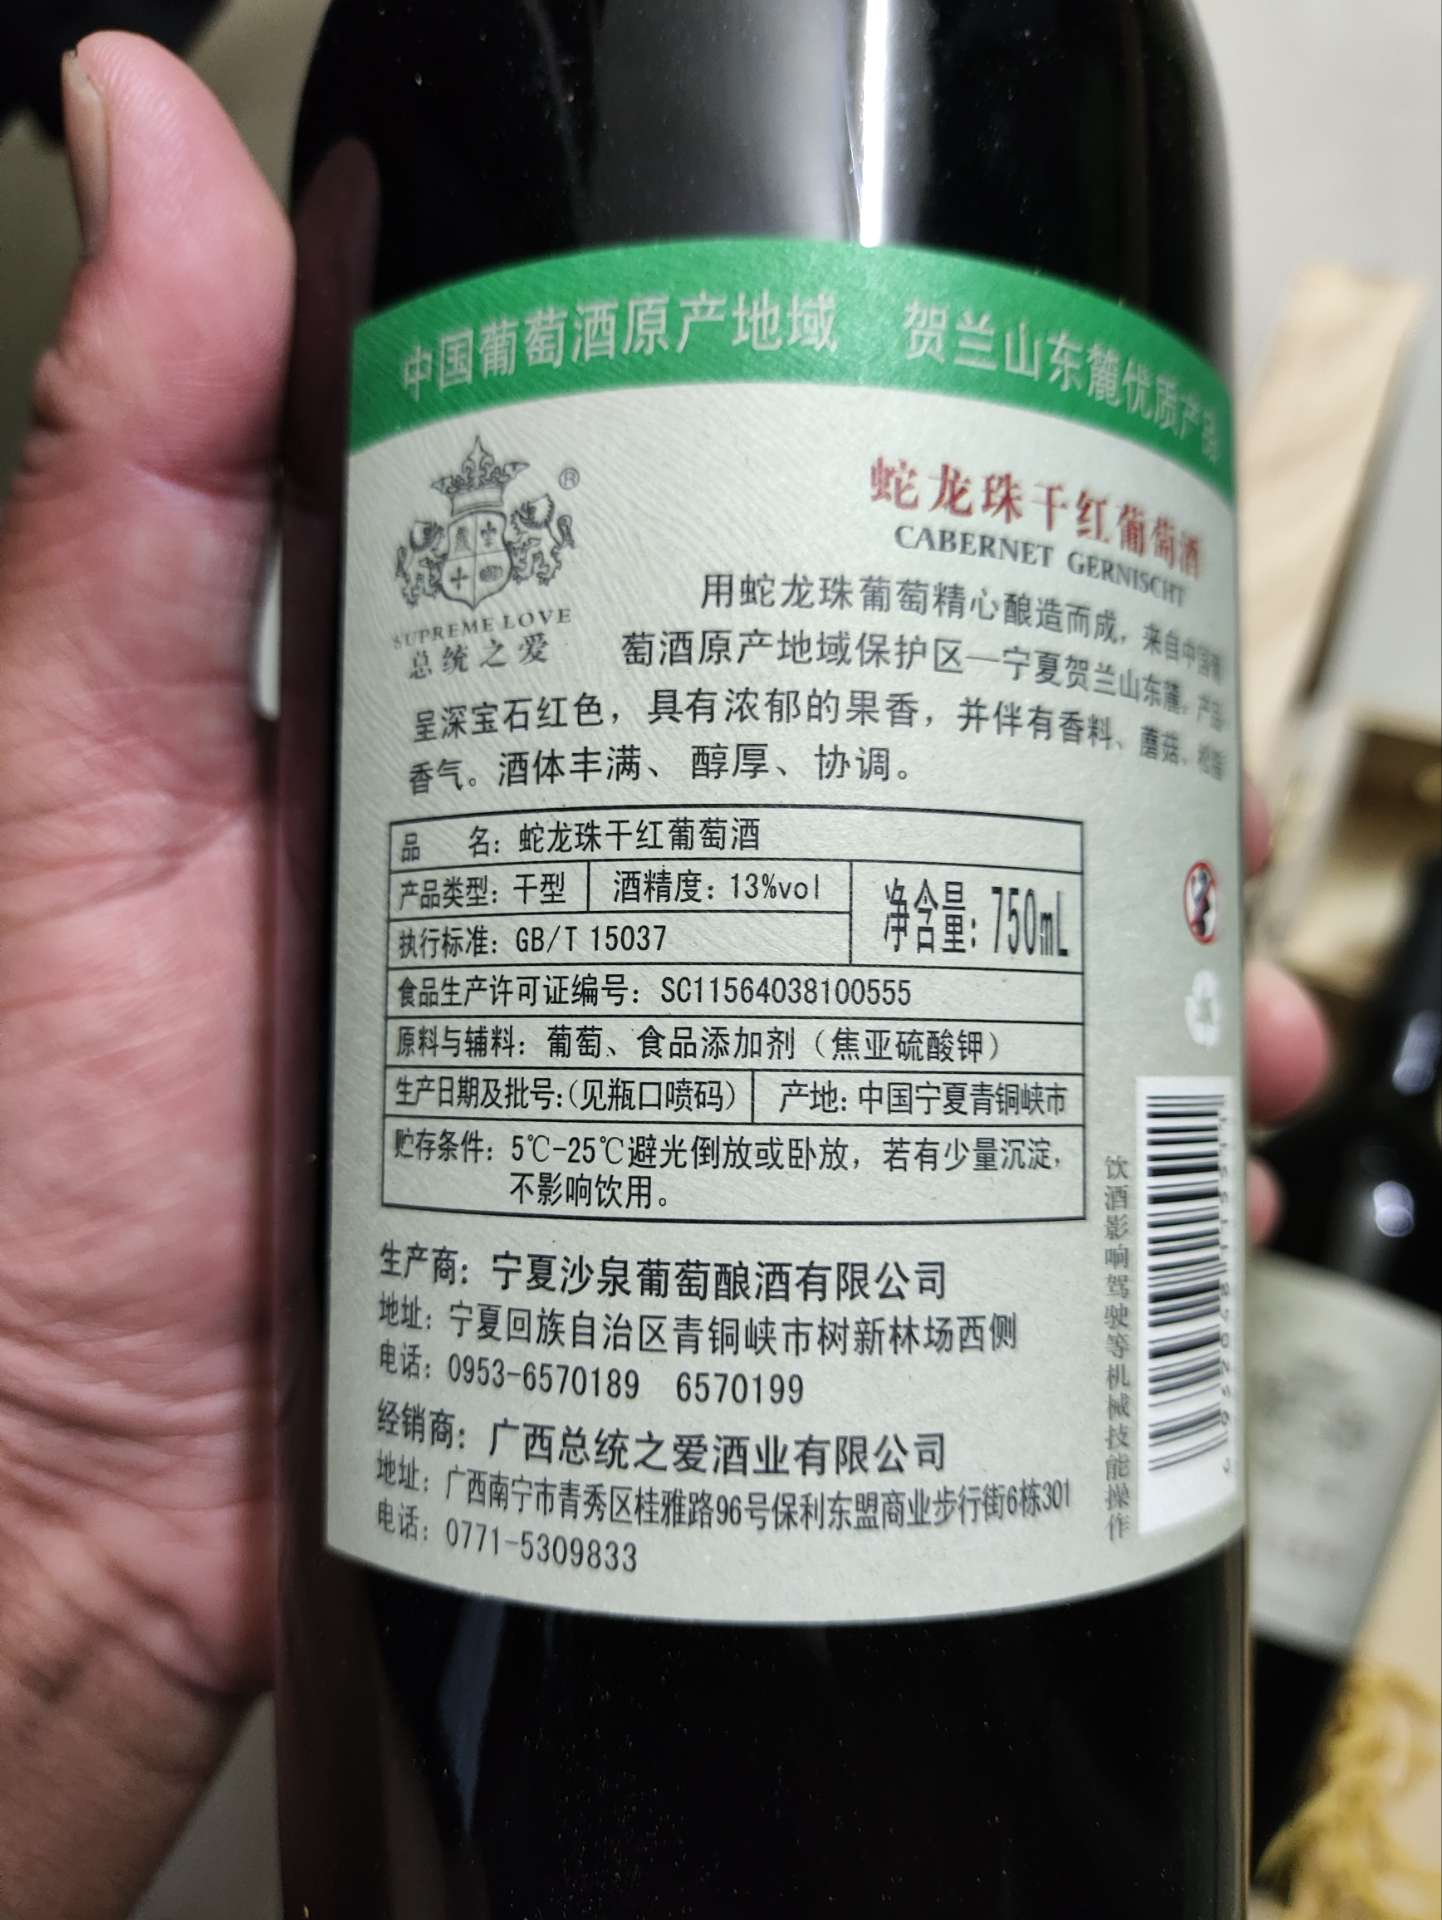 中国葡萄酒原产地域 贺兰山东麓优质产品
®
SUPREME LOVE
总统之爱
蛇龙珠干红葡萄酒
CABERNET GERNISCHT
用蛇龙珠葡萄精心酿造而成，来自中国葡
萄酒原产地域保护区—宁夏贺兰山东麓。产品
呈深宝石红色，具有浓郁的果香，并伴有香料、蘑菇、松脂
香气。酒体丰满、醇厚、协调。
品 名：蛇龙珠干红葡萄酒
产品类型：干型 酒精度：13%vol
净含量：750mL
执行标准：GB/T 15037
食品生产许可证编号：SC11564038100555
原料与辅料：葡萄、食品添加剂（焦亚硫酸钾）
生产日期及批号：（见瓶口喷码） 产地：中国宁夏青铜峡市
贮存条件：5℃-25℃避光倒放或卧放，若有少量沉淀，
不影响饮用。
生产商：宁夏沙泉葡萄酿酒有限公司
地址：宁夏回族自治区青铜峡市树新林场西侧
电话：0953-6570189 6570199
经销商：广西总统之爱酒业有限公司
地址：广西南宁市青秀区桂雅路96号保利东盟商业步行街6栋301
电话：0771-5309833
饮酒影响驾驶等机械技能操作